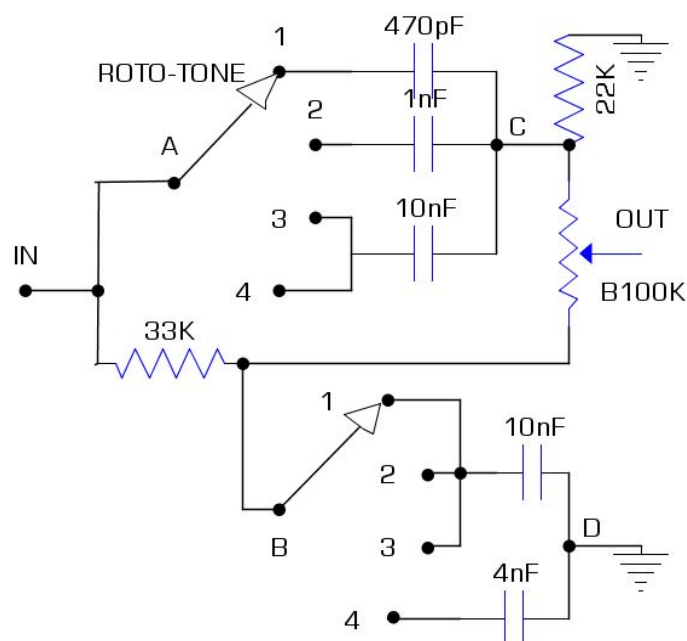 1
470pF
ROTO-TONE
22K
2
1nF
C
A
3
10nF
OUT
IN
4
B100K
33K
1
10nF
2
B
3
D
4nF
4